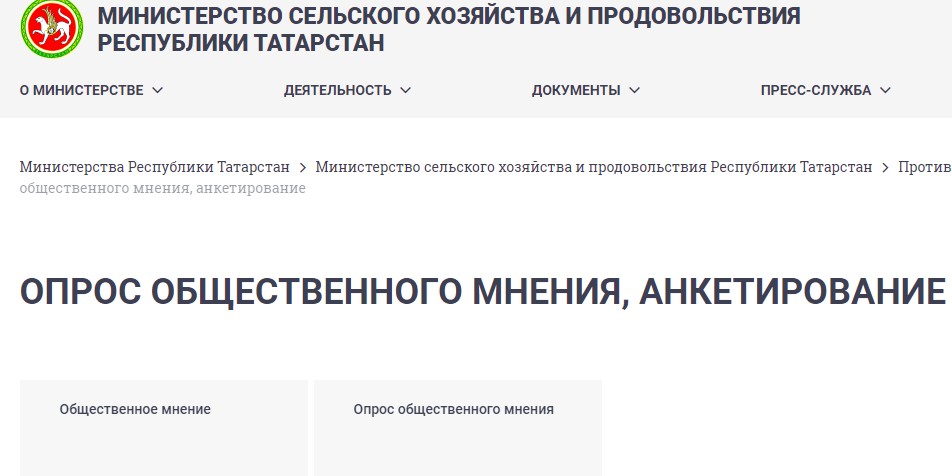 МИНИСТЕРСТВО СЕЛЬСКОГО ХОЗЯЙСТВА И ПРОДОВОЛЬСТВИЯ
РЕСПУБЛИКИ ТАТАРСТАН
О МИНИСТЕРСТВЕ ДЕЯТЕЛЬНОСТЬ ДОКУМЕНТЫ ПРЕСС-СЛУЖБА
Министерства Республики Татарстан > Министерство сельского хозяйства и продовольствия Республики Татарстан > Против
общественного мнения, анкетирование
ОПРОС ОБЩЕСТВЕННОГО МНЕНИЯ, АНКЕТИРОВАНИЕ
Общественное мнение Опрос общественного мнения